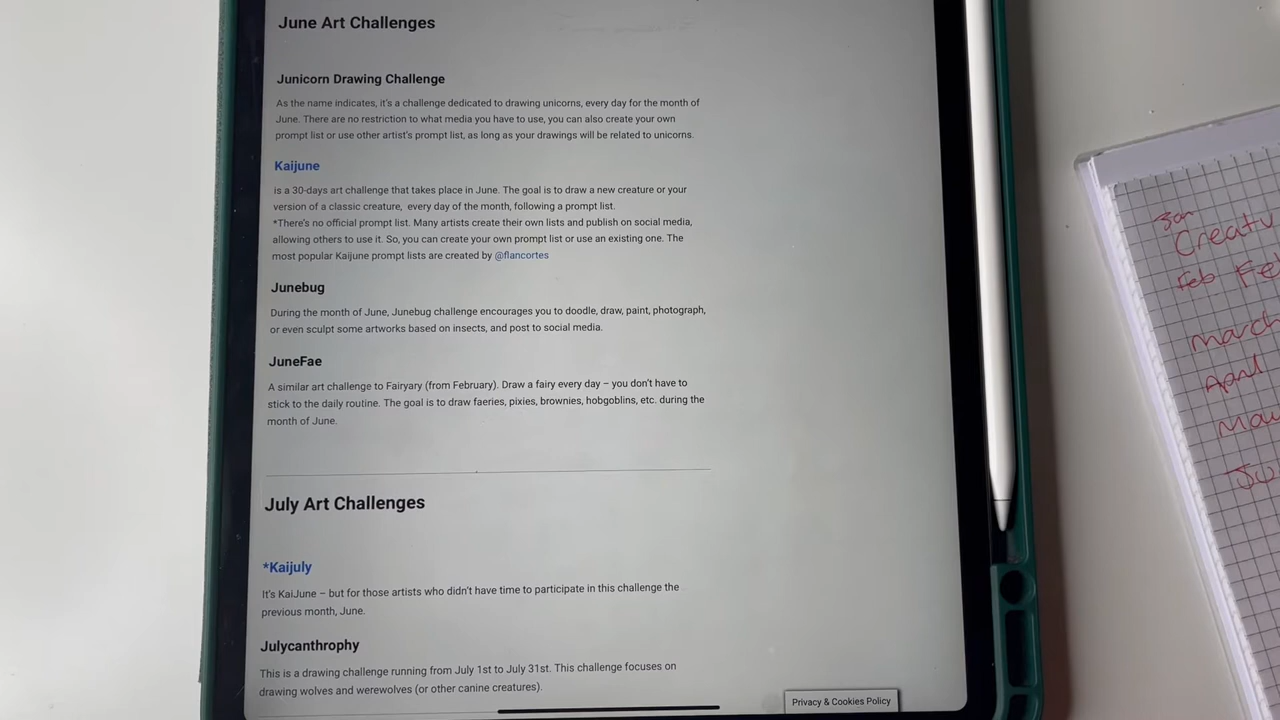 June Art Challenges
Junicorn Drawing Challenge
As the name indicates, it's a challenge dedicated to drawing unicorns, every day for the month of
June. There are no restriction to what media you have to use, you can also create your own
prompt list or use other artist's prompt list, as long as your drawings will be related to unicorns.
Kaijune
is a 30-days art challenge that takes place in June. The goal is to draw a new creature or your
version of a classic creature, every day of the month, following a prompt list.
*There's no official prompt list. Many artists create their own lists and publish on social media,
allowing others to use it. So, you can create your own prompt list or use an existing one. The
most popular Kaijune prompt lists are created by @flancortes
Junebug
During the month of June, Junebug challenge encourages you to doodle, draw, paint, photograph,
or even sculpt some artworks based on insects, and post to social media.
JuneFae
A similar art challenge to Fairyary (from February). Draw a fairy every day – you don't have to
stick to the daily routine. The goal is to draw faeries, pixies, brownies, hobgoblins, etc. during the
month of June.
July Art Challenges
*Kaijuly
It's KaiJune – but for those artists who didn't have time to participate in this challenge the
previous month, June.
Julycanthrophy
This is a drawing challenge running from July 1st to July 31st. This challenge focuses on
drawing wolves and werewolves (or other canine creatures).
Privacy & Cookies Policy
Jan
Creatu
Feb Fe
March
April